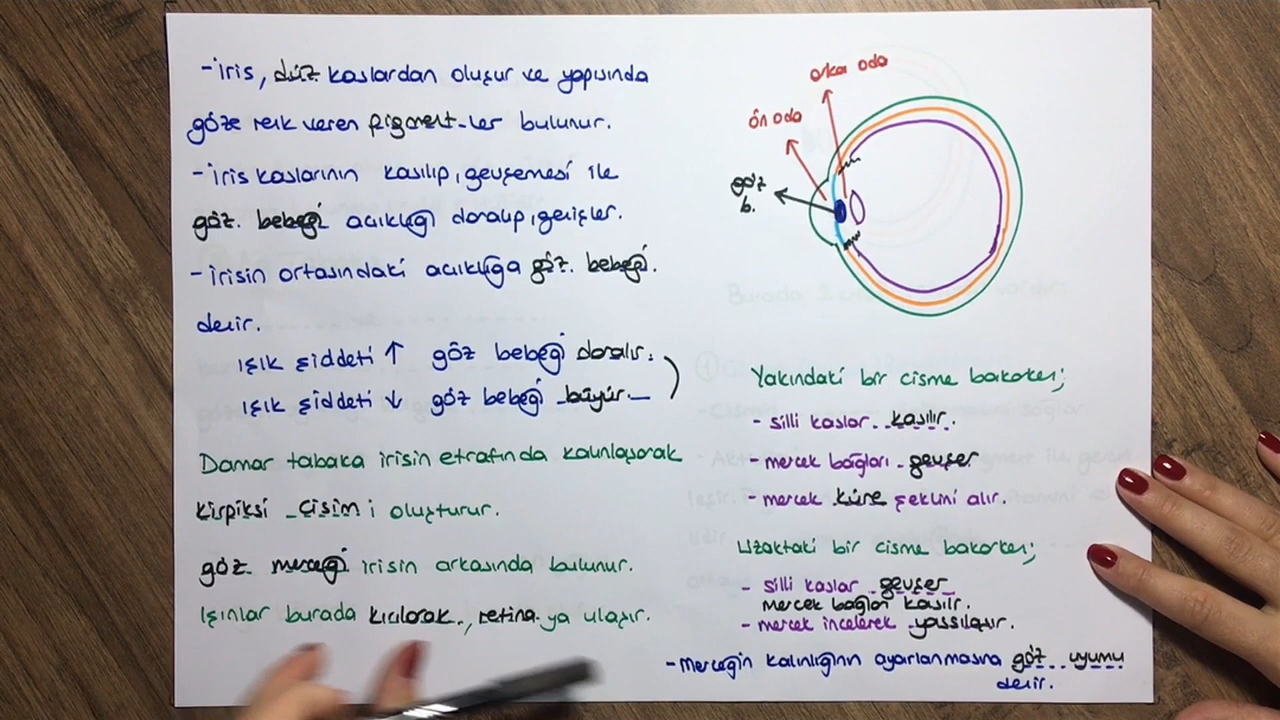 -iris, düz kaslardan oluşur ve yapısında
göze renk veren pigment-ler bulunur.
-iris kaslarının kasılıp, gevşemesi ile
göz bebeği açıklığı daralıp, genişler.
-irisin ortasındaki açıklığa göz bebeği
denir.
ışık şiddeti ↑ göz bebeği daralır.
ışık şiddeti ↓ göz bebeği büyür.
Damar tabaka irisin etrafında kalınlaşarak
kirpiksi cisim i oluşturur.
göz merceği irisin arkasında bulunur.
Işınlar burada kırılarak, retina ya ulaşır.
arka oda
ön oda
göz
b.
Yakındaki bir cisme bakarken;
- silli kaslar kasılır.
- mercek bağları gevşer
- mercek küre şeklini alır.
Uzaktaki bir cisme bakarken;
- silli kaslar gevşer
mercek bağları kasılır.
- mercek incelerek yassılaşır.
-Merceğin kalınlığının ayarlanmasına göz uyumu
denir.